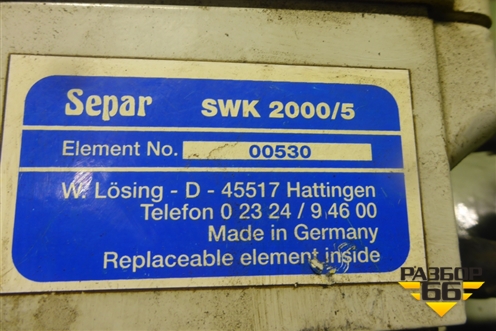 Separ SWK 2000/5
Element No. 00530
W. Lösing - D - 45517 Hattingen
Telefon 0 23 24 / 9 46 00
Made in Germany
Replaceable element inside
РАЗБОР
66